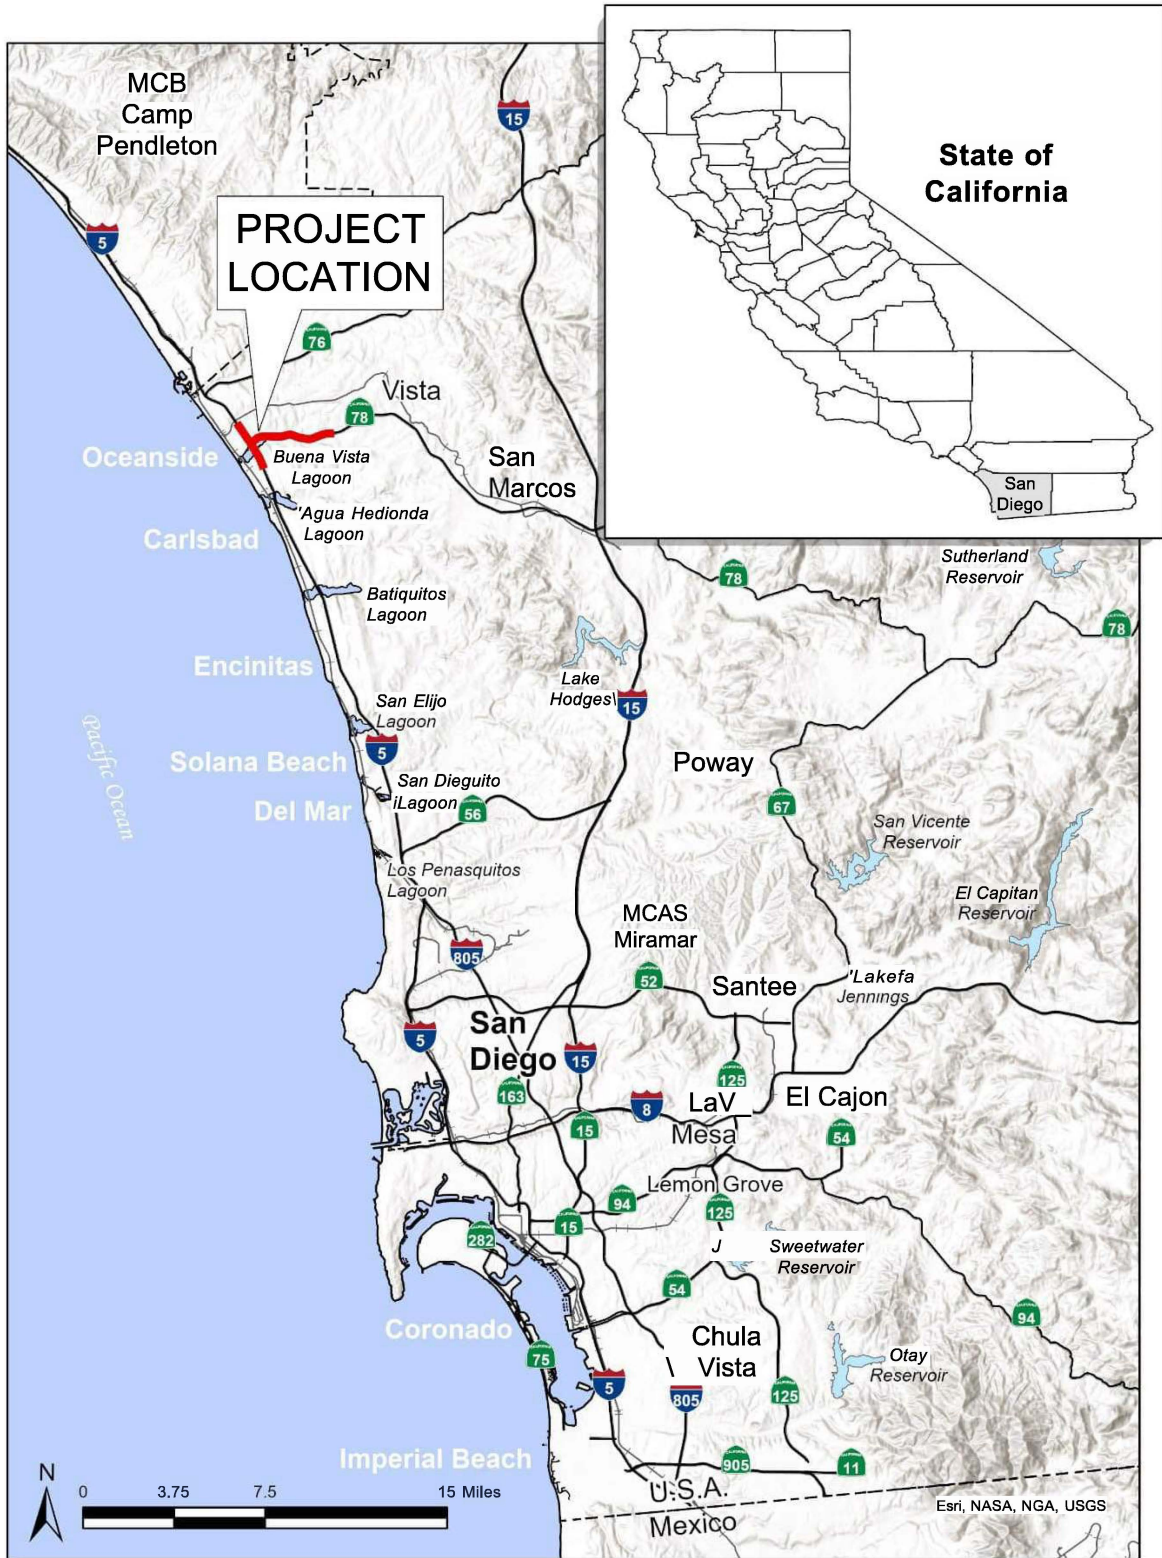 MCB
Camp
Pendleton
15
State of
California
5
PROJECT
LOCATION
76
Vista
78
Oceanside
Buena Vista
Lagoon
San
Marcos
San
Diego
'Agua Hedionda
Lagoon
Carlsbad
Sutherland
Reservoir
78
78
Batiquitos
Lagoon
Encinitas
Lake
Hodges\
15
San Elijo
Lagoon
Pacific Ocean
5
Solana Beach
Poway
San Dieguito
iLagoon
56
Del Mar
67
San Vicente
Reservoir
Los Penasquitos
Lagoon
El Capitan
Reservoir
MCAS
Miramar
805
52
Santee
'Lakefa
Jennings
5
San
Diego
15
163
125
8
LaV
Mesa
El Cajon
15
54
Lemon Grove
94
125
15
282
J
Sweetwater
Reservoir
54
94
Coronado
75
Chula
Vista
Otay
Reservoir
5
805
125
Imperial Beach
905
11
N
0 3.75 7.5 15 Miles
U.S.A.
Mexico
Esri, NASA, NGA, USGS